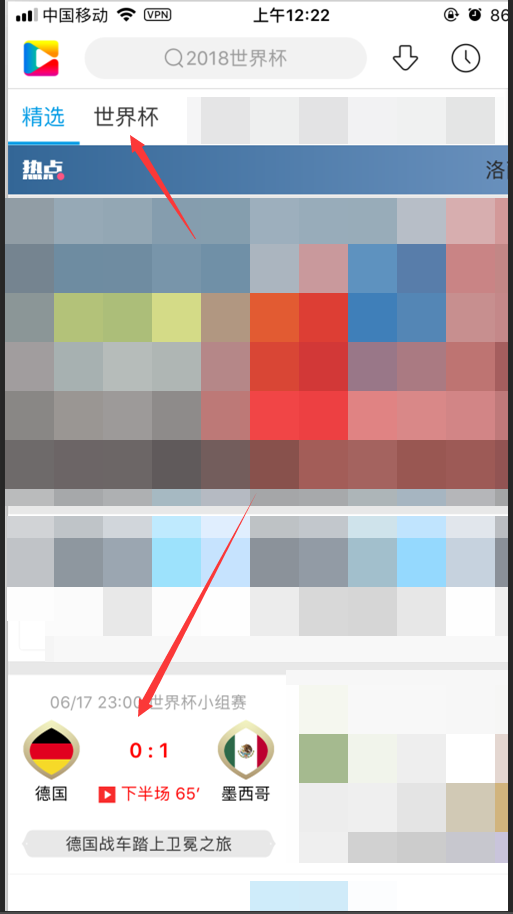 中国移动 VPN 上午12:22 86
2018世界杯
精选 世界杯
热点
06/17 23:00 世界杯小组赛
0 : 1
德国 下半场 65′ 墨西哥
德国战车踏上卫冕之旅